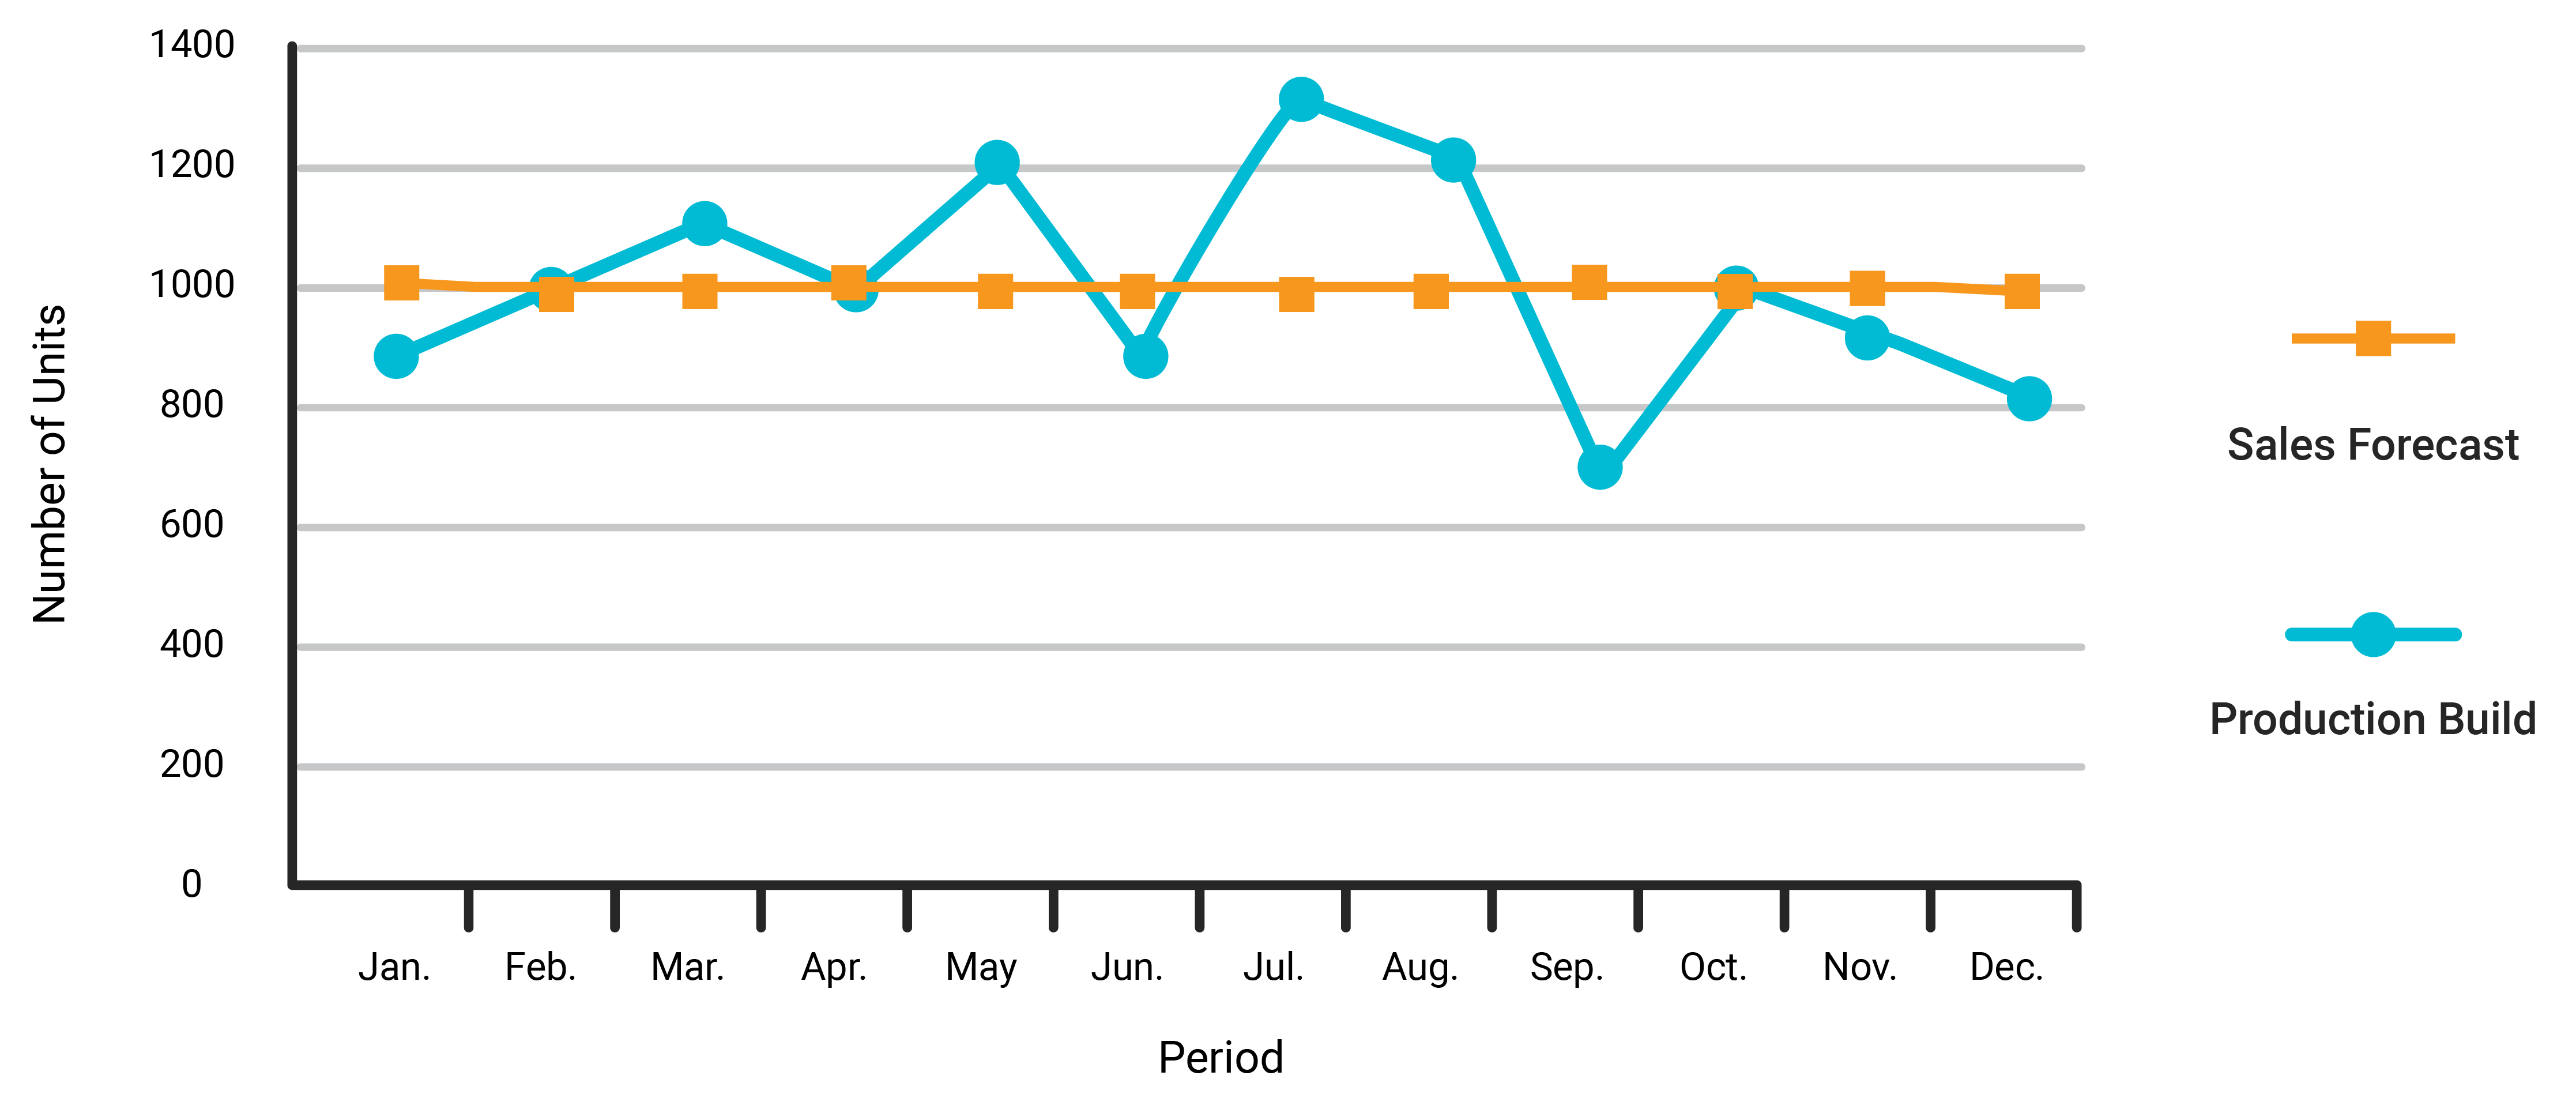 1400
1200
1000
800
600
400
200
0
Number of Units
Jan. Feb. Mar. Apr. May Jun. Jul. Aug. Sep. Oct. Nov. Dec.
Period
Sales Forecast
Production Build